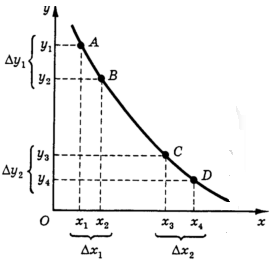 y
y₁ A
Δy₁
y₂ B
y₃ C
Δy₂
y₄ D
O x₁ x₂ x₃ x₄ x
Δx₁ Δx₂